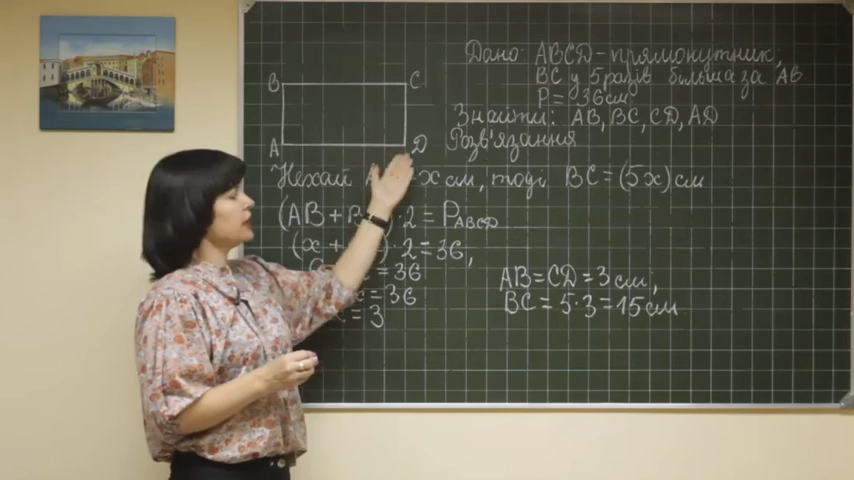 Дано: ABCD - прямокутник,
BC у 5 разів більша за AB
P = 36 см
Знайти: AB, BC, CD, AD
Розв'язання
B C
A D
Нехай x см, тоді BC = (5x) см
(AB + · 2 = P ABCD
(x + ) · 2 = 36,
= 36
= 36
= 3
AB = CD = 3 см;
BC = 5 · 3 = 15 см